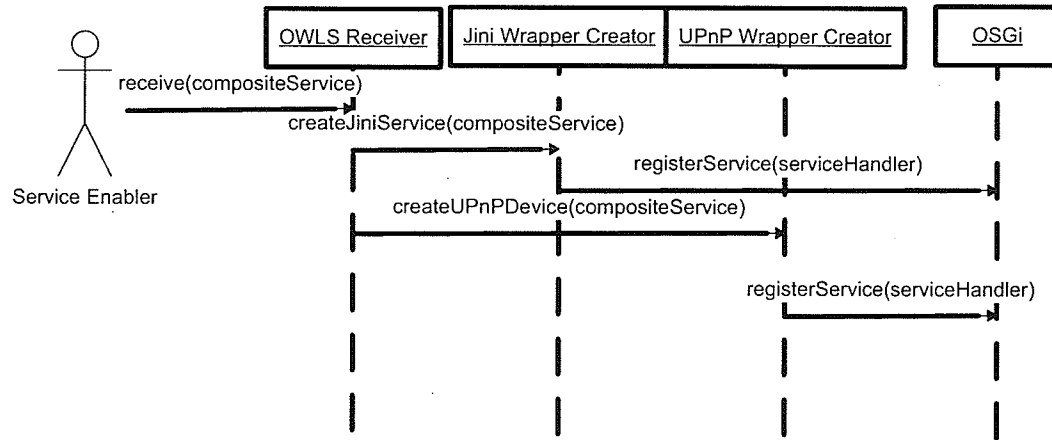 OWLS Receiver
Jini Wrapper Creator
UPnP Wrapper Creator
OSGi
receive(compositeService)
createJiniService(compositeService)
registerService(serviceHandler)
Service Enabler
createUPnPDevice(compositeService)
registerService(serviceHandler)